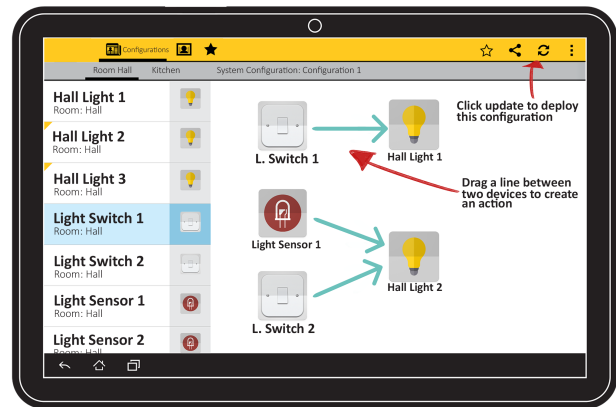 Configurations
Room Hall
Kitchen
System Configuration: Configuration 1
Hall Light 1
Room: Hall
Hall Light 2
Room: Hall
Hall Light 3
Room: Hall
Light Switch 1
Room: Hall
Light Switch 2
Room: Hall
Light Sensor 1
Room: Hall
Light Sensor 2
Room: Hall
L. Switch 1
Hall Light 1
Light Sensor 1
Hall Light 2
L. Switch 2
Click update to deploy
this configuration
Drag a line between
two devices to create
an action